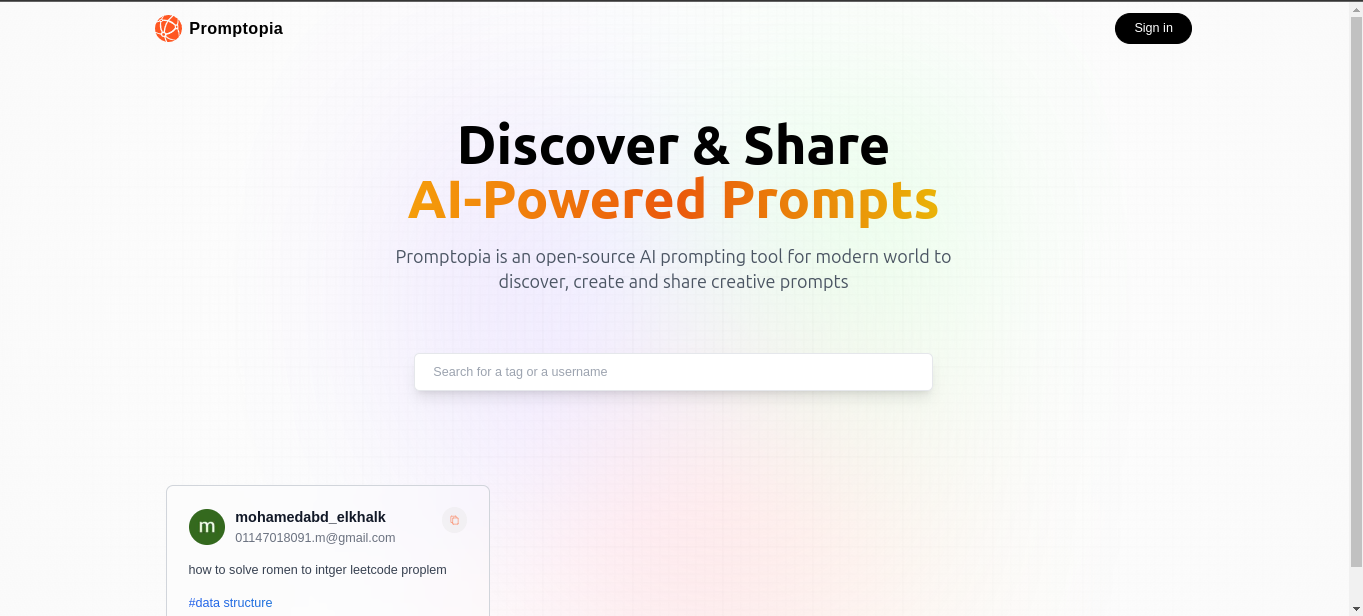 Promptopia
Sign in
Discover & Share
AI-Powered Prompts
Promptopia is an open-source AI prompting tool for modern world to
discover, create and share creative prompts
Search for a tag or a username
m
mohamedabd_elkhalk
01147018091.m@gmail.com
how to solve romen to intger leetcode proplem
#data structure